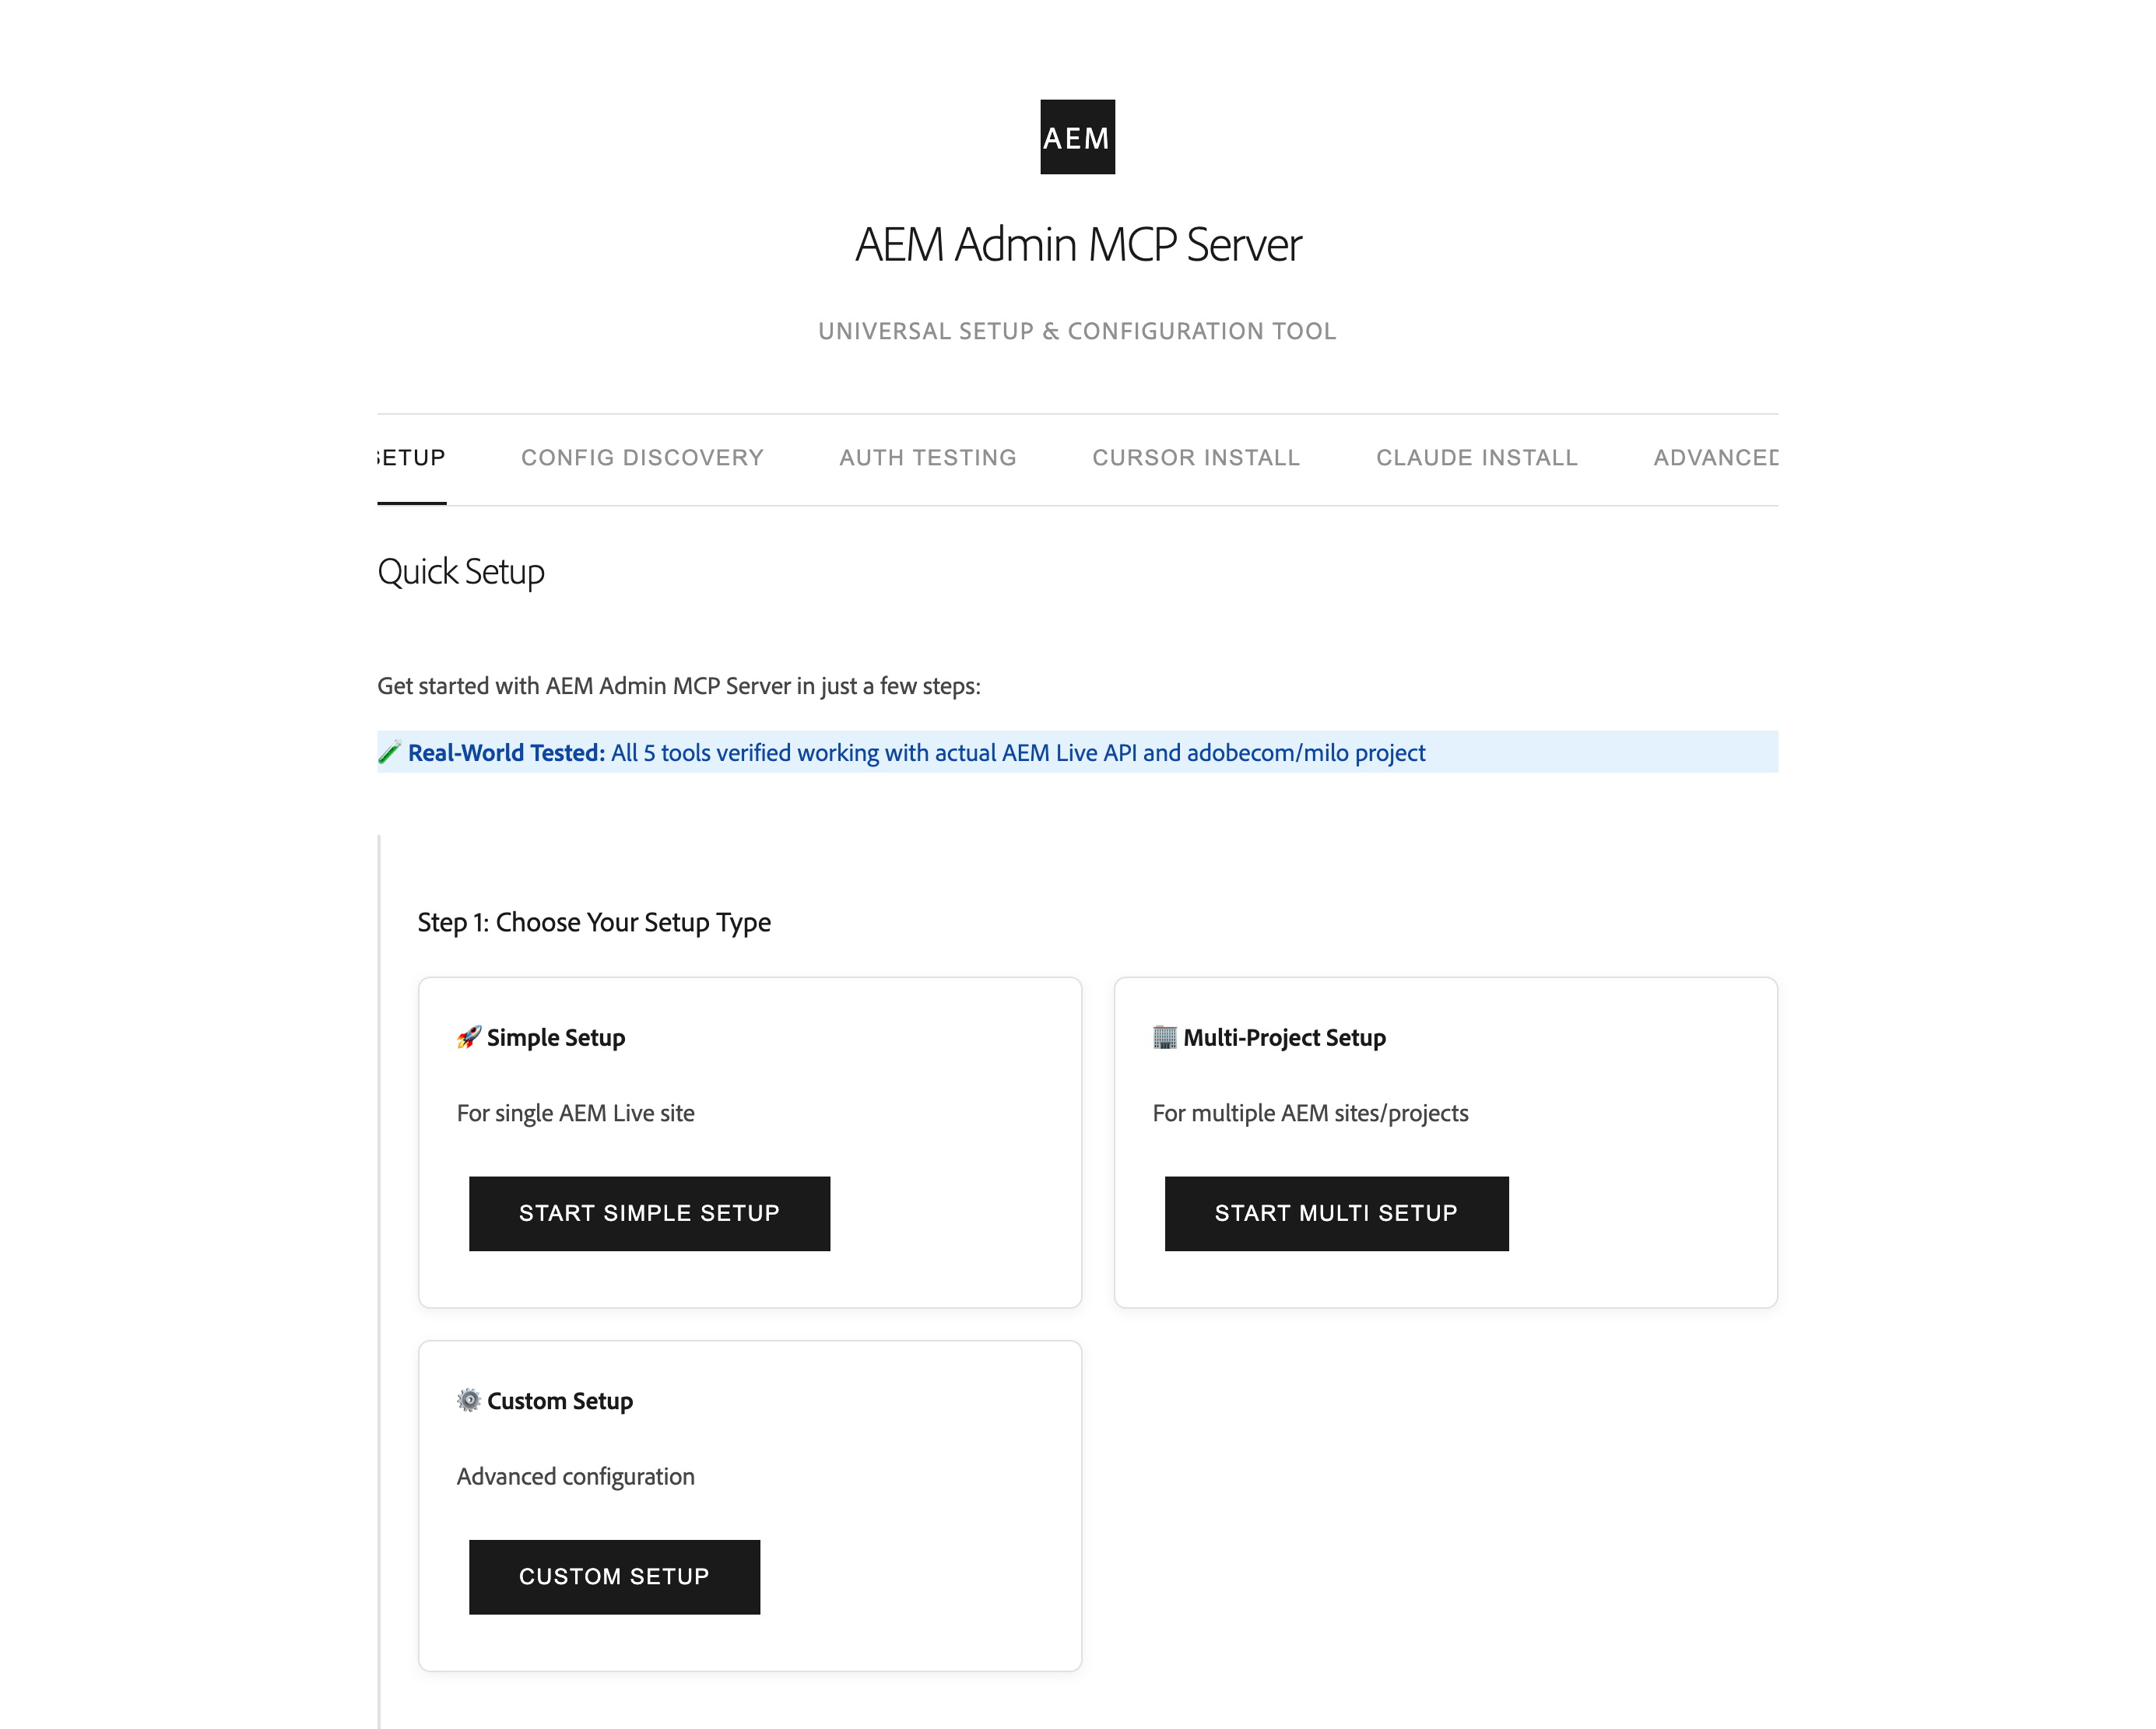 AEM
AEM Admin MCP Server
UNIVERSAL SETUP & CONFIGURATION TOOL
SETUP CONFIG DISCOVERY AUTH TESTING CURSOR INSTALL CLAUDE INSTALL ADVANCED
Quick Setup
Get started with AEM Admin MCP Server in just a few steps:
Real-World Tested: All 5 tools verified working with actual AEM Live API and adobecom/milo project
Step 1: Choose Your Setup Type
Simple Setup
For single AEM Live site
START SIMPLE SETUP
Multi-Project Setup
For multiple AEM sites/projects
START MULTI SETUP
Custom Setup
Advanced configuration
CUSTOM SETUP